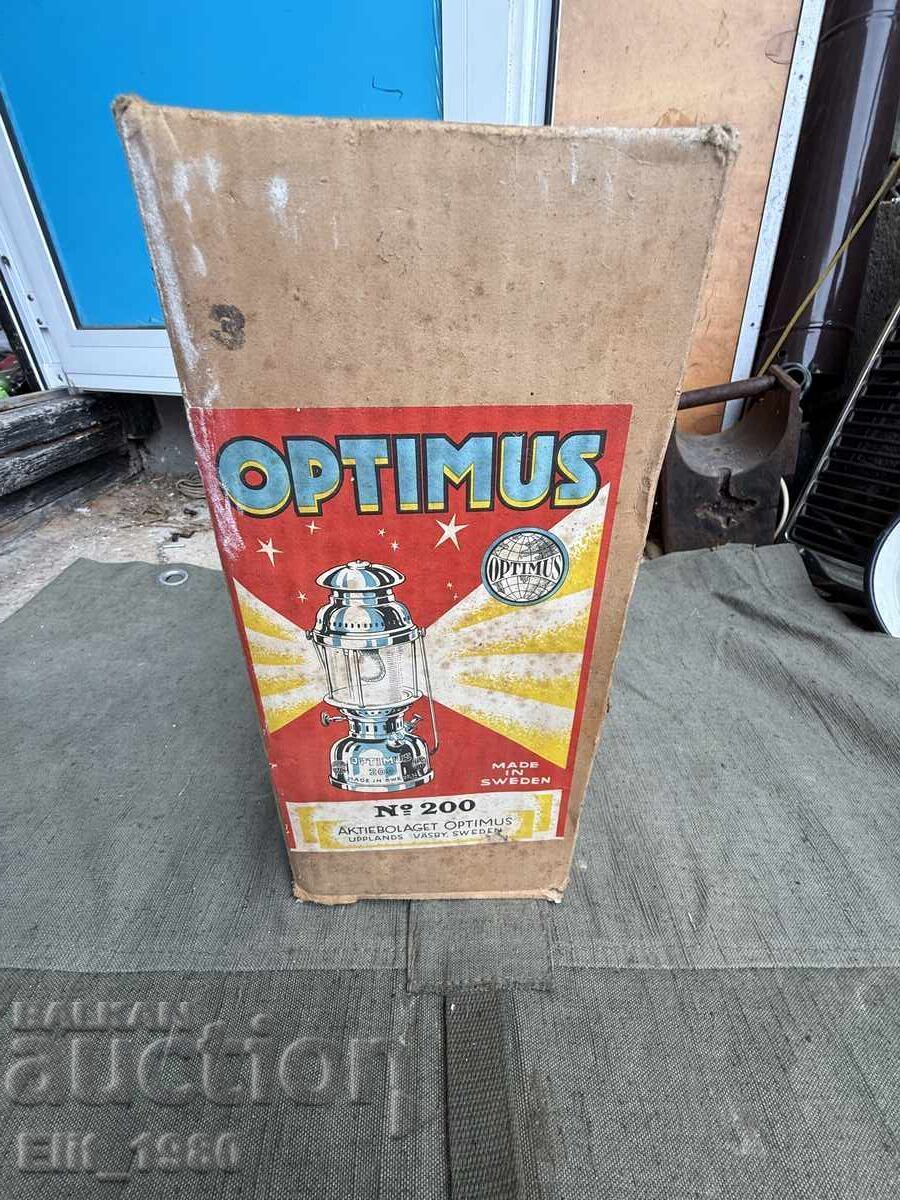 3
OPTIMUS
OPTIMUS
OPTIMUS
200
MADE IN SWEDEN
MADE
IN
SWEDEN
Nº 200
AKTIEBOLAGET OPTIMUS
UPPLANDS VÄSBY, SWEDEN
BALKAN
auction
Elit_1980